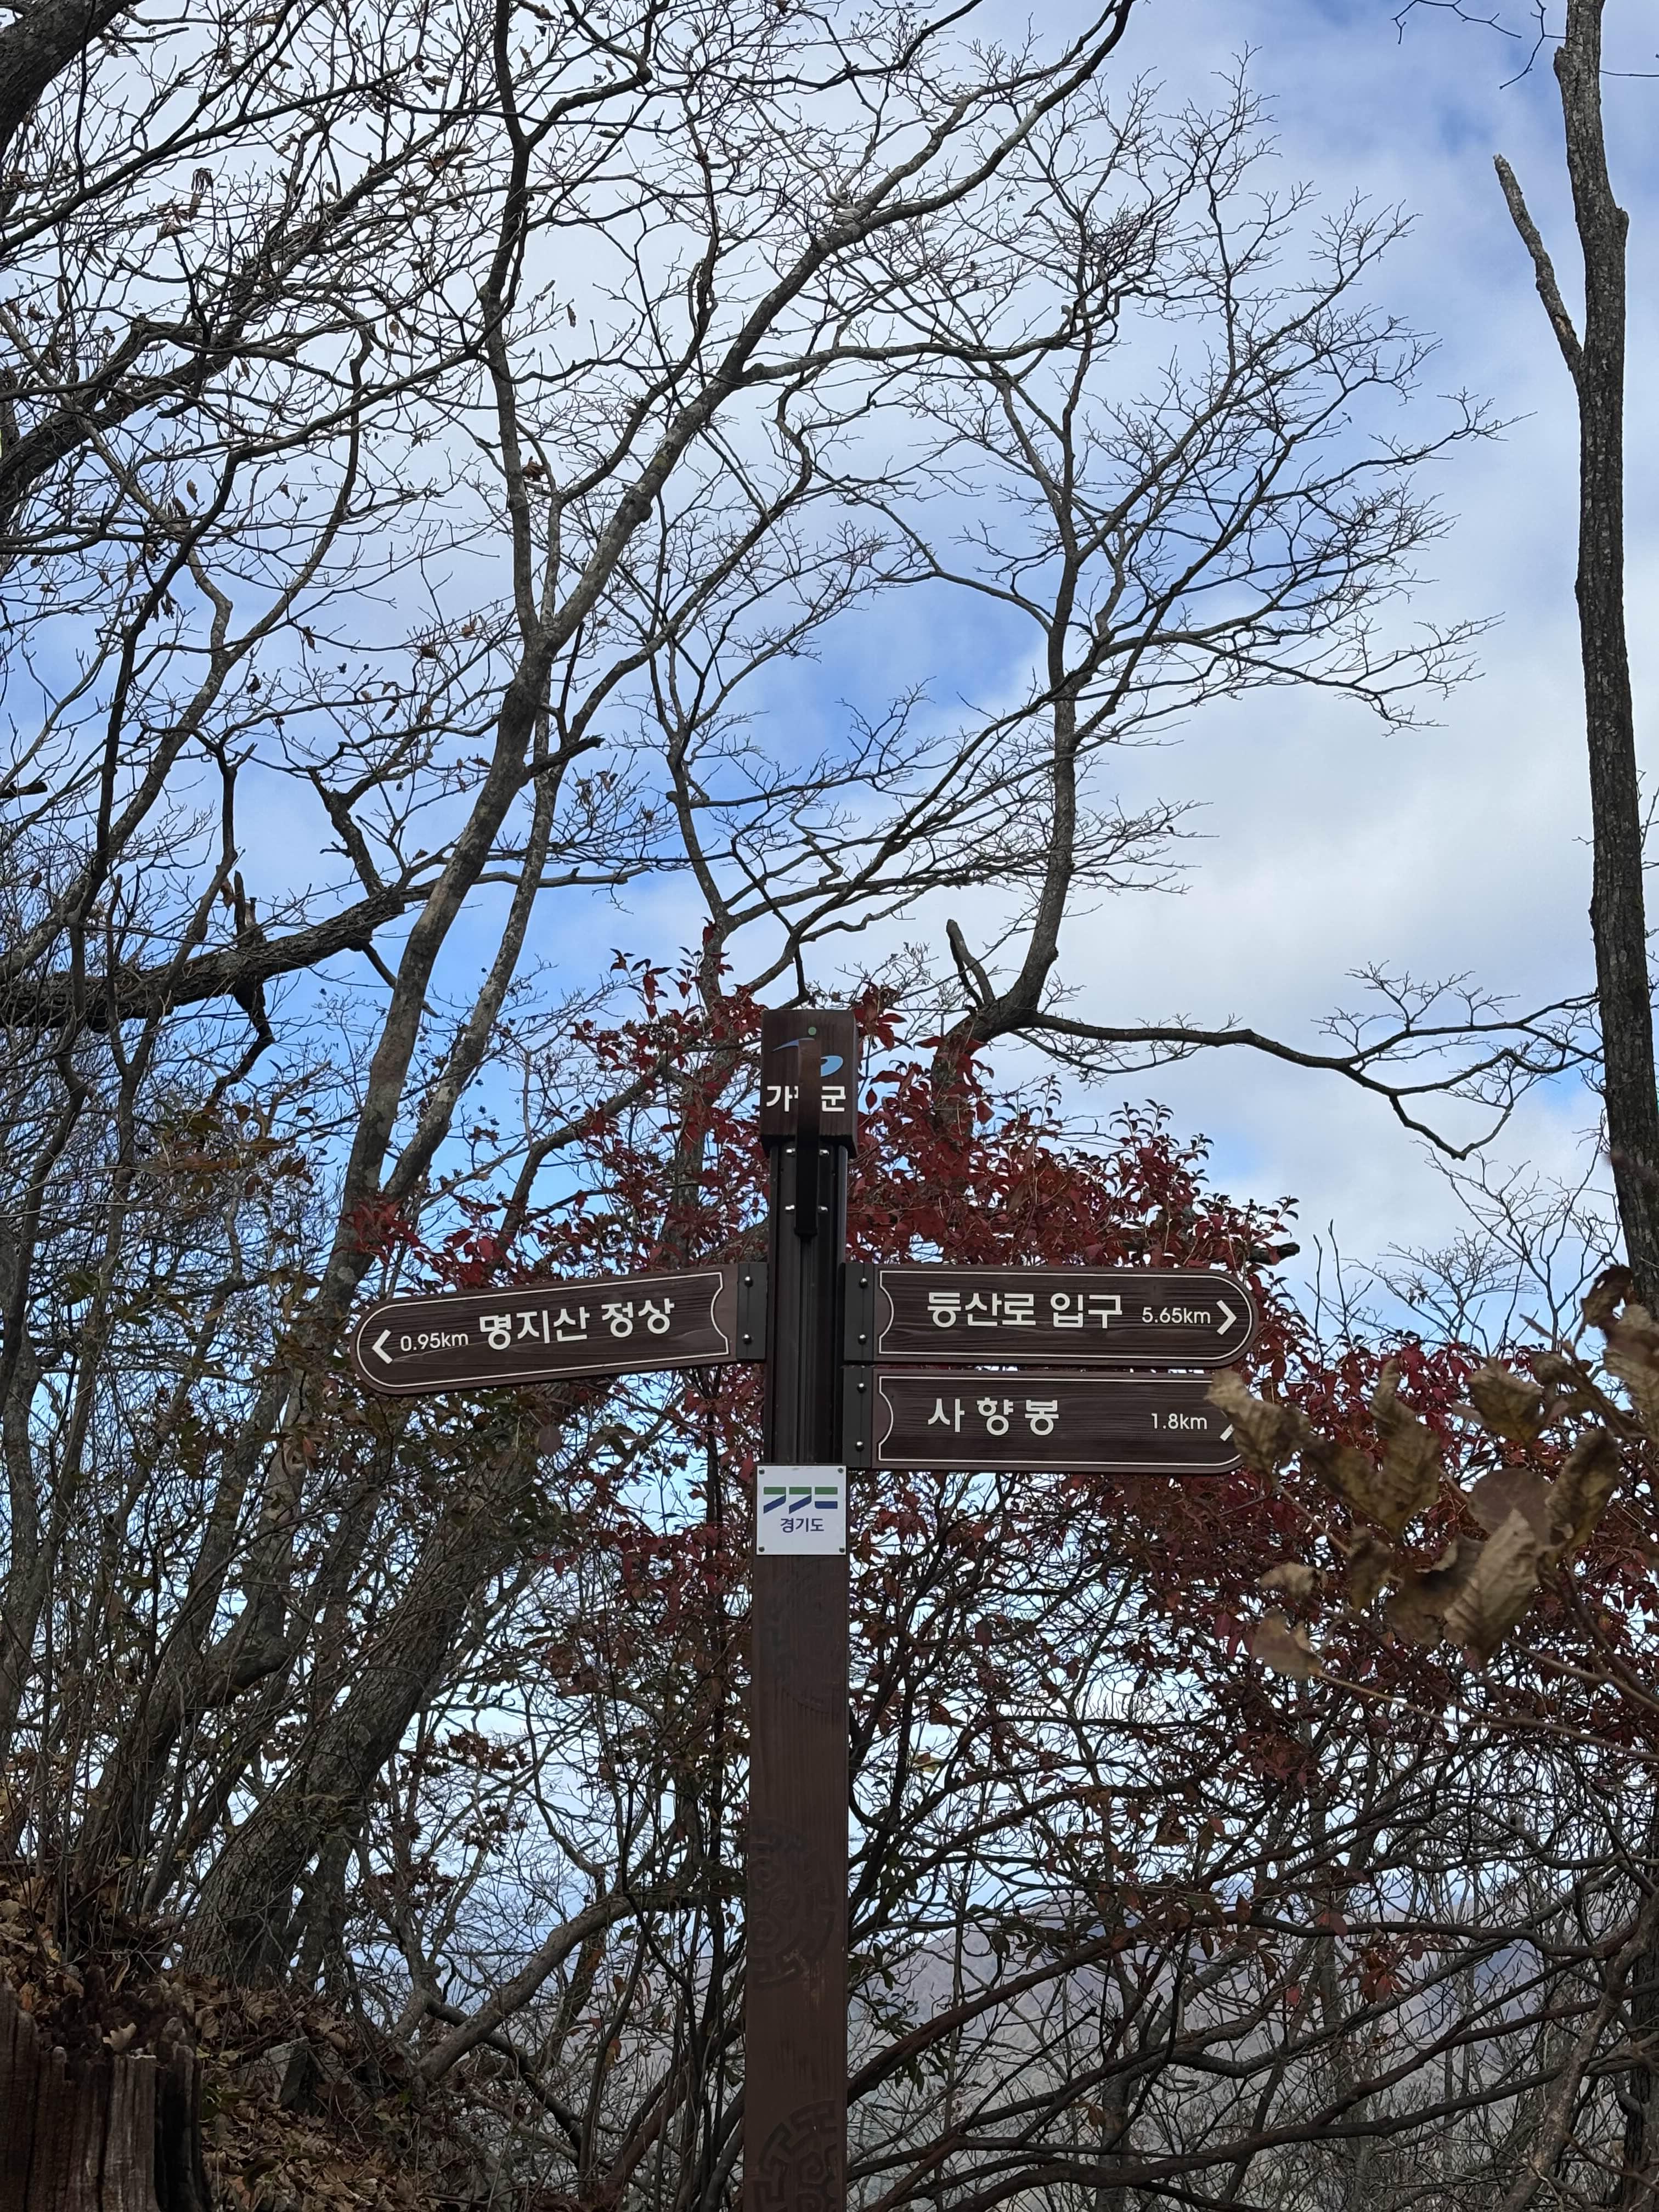 0.95km 명지산 정상
등산로 입구 5.65km
사향봉 1.8km
경기도